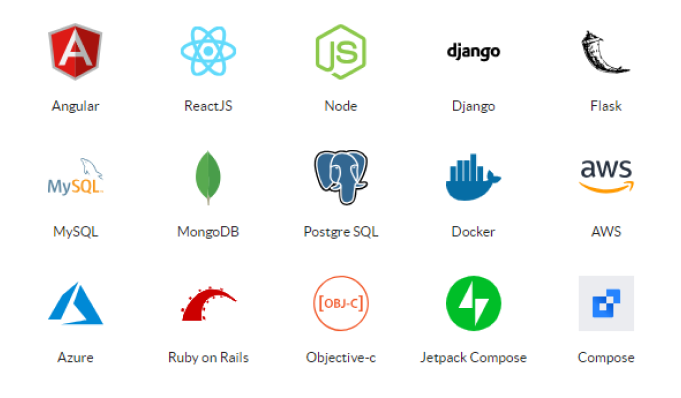 JS
django
Angular
ReactJS
Node
Django
Flask
MySQL
aws
MySQL
MongoDB
Postgre SQL
Docker
AWS
[OBJ-C]
Azure
Ruby on Rails
Objective-c
Jetpack Compose
Compose